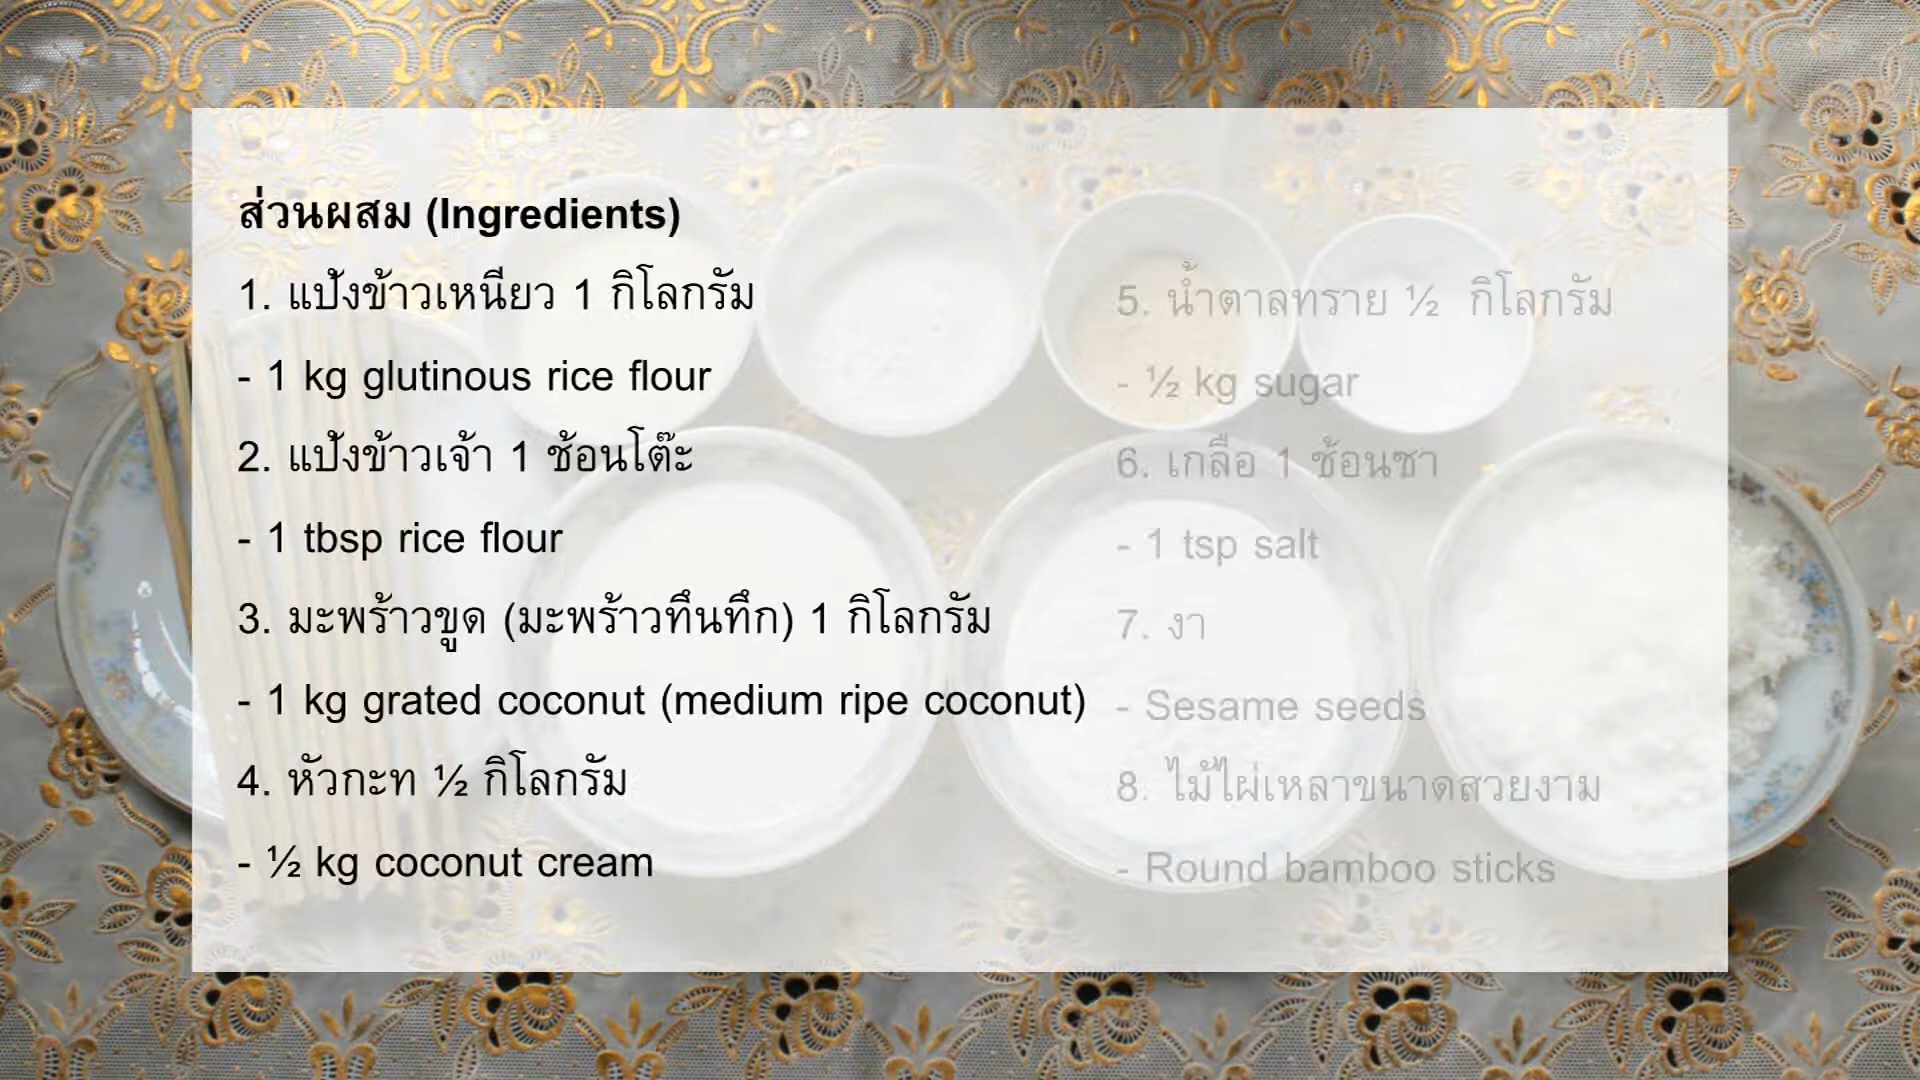 ส่วนผสม (Ingredients)
1. แป้งข้าวเหนียว 1 กิโลกรัม
- 1 kg glutinous rice flour
2. แป้งข้าวเจ้า 1 ช้อนโต๊ะ
- 1 tbsp rice flour
3. มะพร้าวขูด (มะพร้าวทึนทึก) 1 กิโลกรัม
- 1 kg grated coconut (medium ripe coconut)
4. หัวกะท ½ กิโลกรัม
- ½ kg coconut cream
5. น้ำตาลทราย ½ กิโลกรัม
- ½ kg sugar
6. เกลือ 1 ช้อนชา
- 1 tsp salt
7. งา
- Sesame seeds
8. ไม้ไผ่เหลาขนาดสวยงาม
- Round bamboo sticks